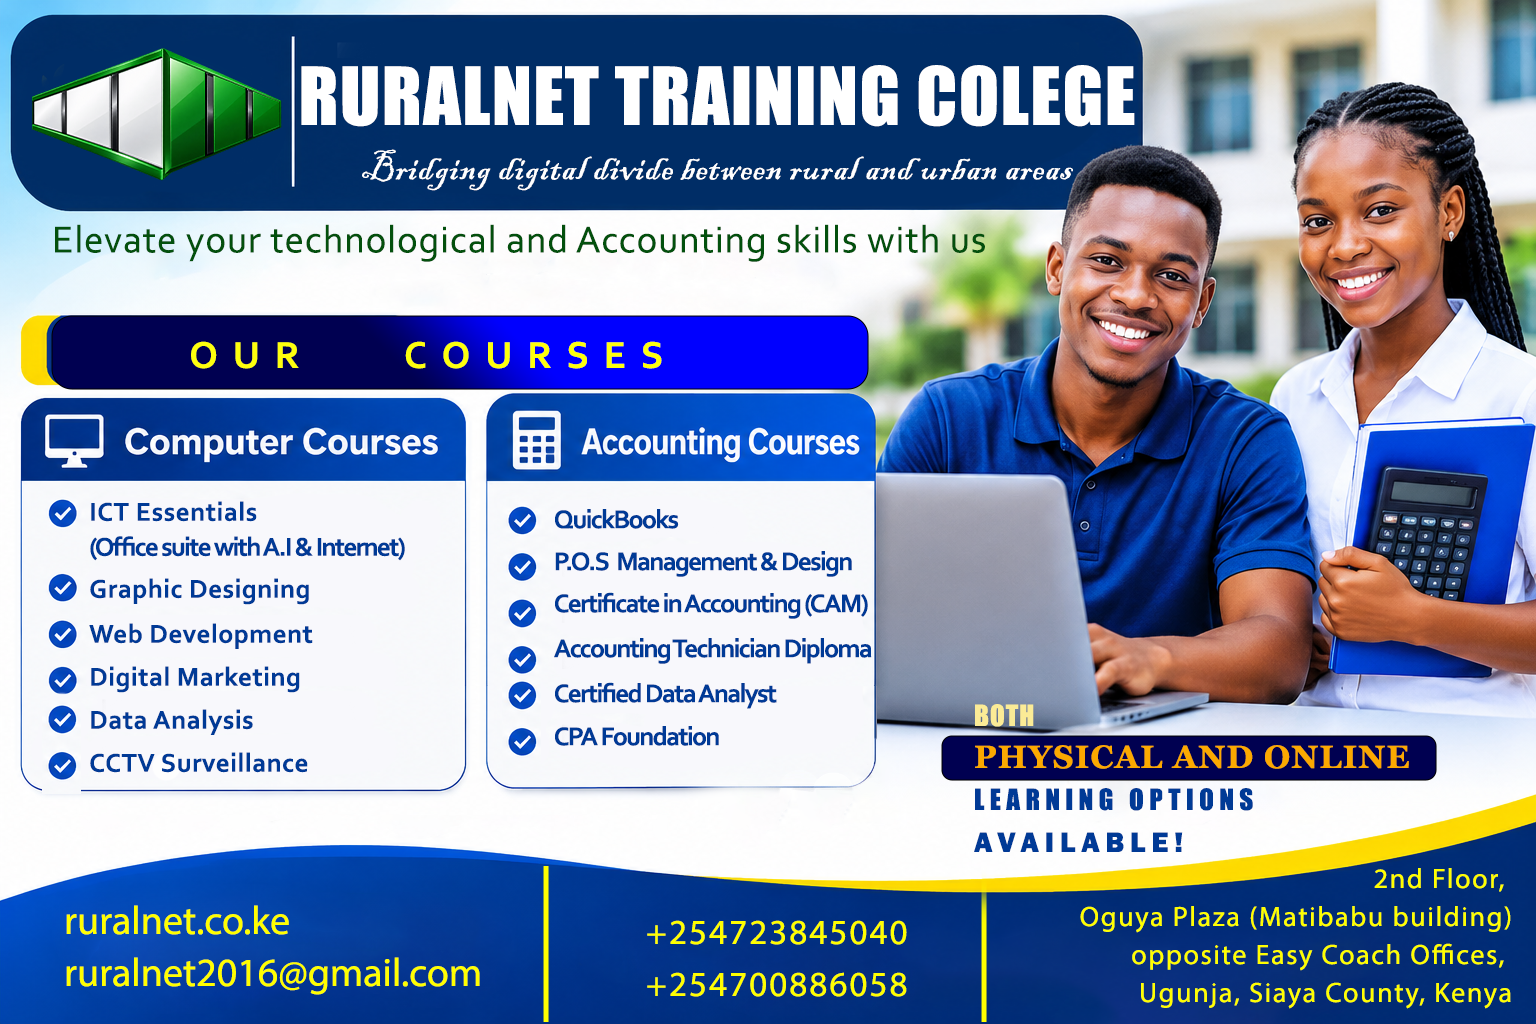 RURALNET TRAINING COLEGE
Bridging digital divide between rural and urban areas
Elevate your technological and Accounting skills with us
OUR COURSES
Computer Courses
ICT Essentials
(Office suite with A.I & Internet)
Graphic Designing
Web Development
Digital Marketing
Data Analysis
CCTV Surveillance
Accounting Courses
QuickBooks
P.O.S Management & Design
Certificate in Accounting (CAM)
Accounting Technician Diploma
Certified Data Analyst
CPA Foundation
BOTH
PHYSICAL AND ONLINE
LEARNING OPTIONS
AVAILABLE!
ruralnet.co.ke
ruralnet2016@gmail.com
+254723845040
+254700886058
2nd Floor,
Oguya Plaza (Matibabu building)
opposite Easy Coach Offices,
Ugunja, Siaya County, Kenya